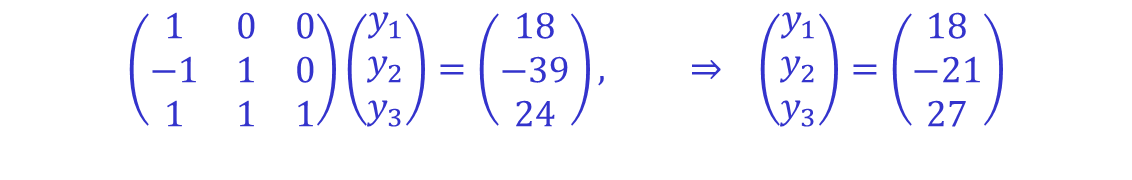 ( 1 0 0 ) ( y₁ ) = ( 18 ) , ⇒ ( y₁ ) = ( 18 )
( −1 1 0 ) ( y₂ ) = ( −39 ) , ⇒ ( y₂ ) = ( −21 )
( 1 1 1 ) ( y₃ ) = ( 24 ) , ⇒ ( y₃ ) = ( 27 )